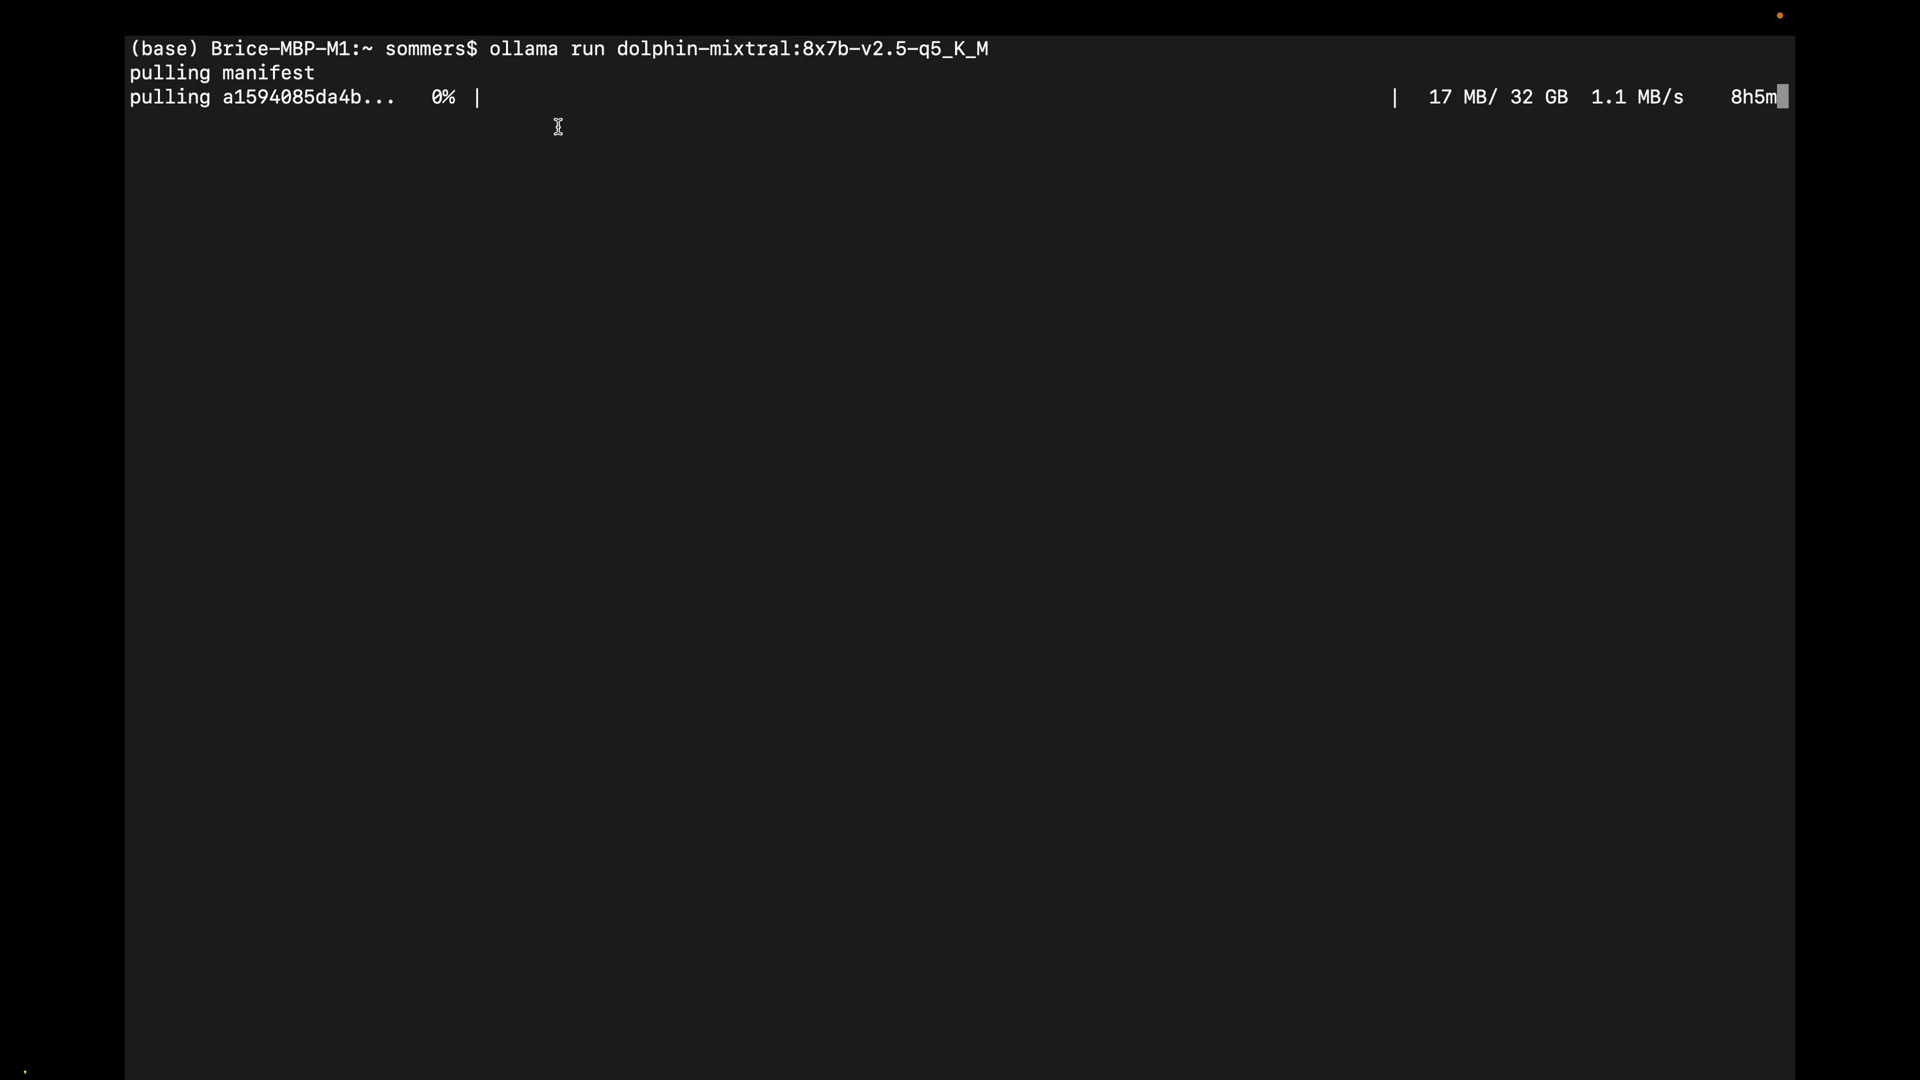 (base) Brice-MBP-M1:~ sommers$ ollama run dolphin-mixtral:8x7b-v2.5-q5_K_M
pulling manifest
pulling a1594085da4b...   0% |                                                                               |   17 MB/ 32 GB  1.1 MB/s    8h5m